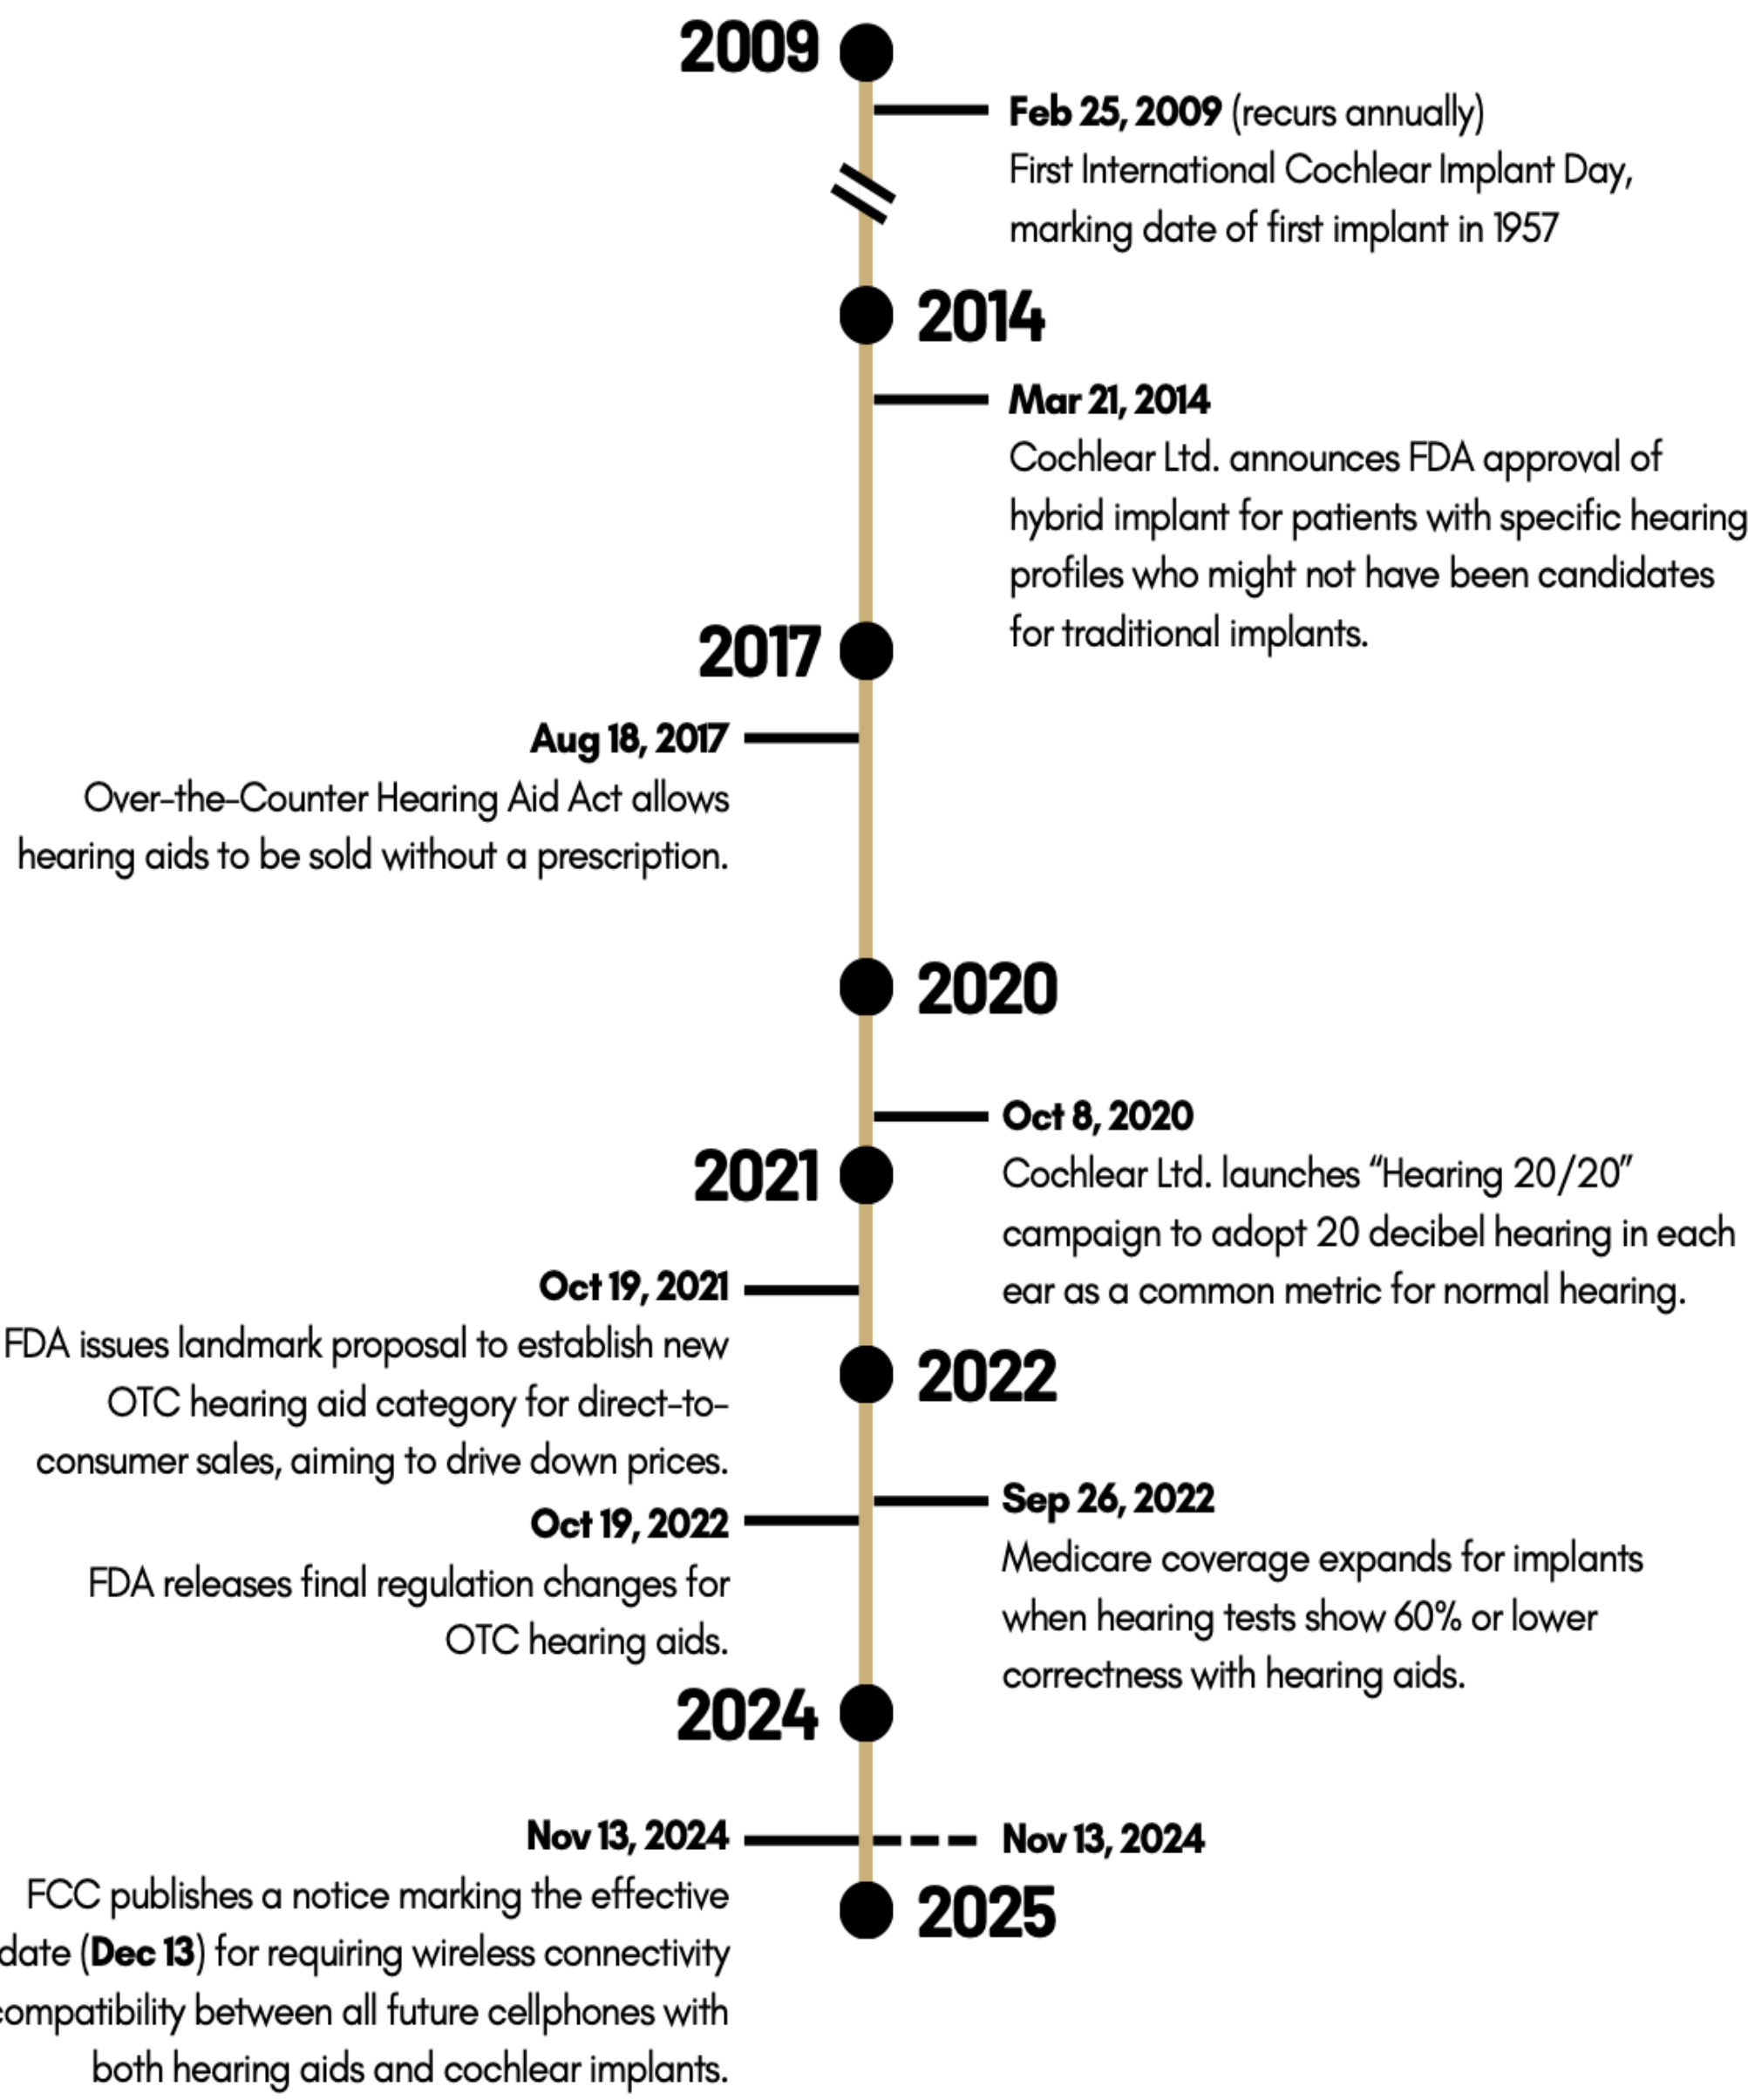 2009
Feb 25, 2009 (recurs annually)
First International Cochlear Implant Day,
marking date of first implant in 1957
2014
Mar 21, 2014
Cochlear Ltd. announces FDA approval of
hybrid implant for patients with specific hearing
profiles who might not have been candidates
for traditional implants.
2017
Aug 18, 2017
Over-the-Counter Hearing Aid Act allows
hearing aids to be sold without a prescription.
2020
Oct 8, 2020
Cochlear Ltd. launches “Hearing 20/20”
campaign to adopt 20 decibel hearing in each
ear as a common metric for normal hearing.
2021
Oct 19, 2021
FDA issues landmark proposal to establish new
OTC hearing aid category for direct-to-
consumer sales, aiming to drive down prices.
2022
Sep 26, 2022
Medicare coverage expands for implants
when hearing tests show 60% or lower
correctness with hearing aids.
Oct 19, 2022
FDA releases final regulation changes for
OTC hearing aids.
2024
Nov 13, 2024
FCC publishes a notice marking the effective
date (Dec 13) for requiring wireless connectivity
compatibility between all future cellphones with
both hearing aids and cochlear implants.
Nov 13, 2024
2025